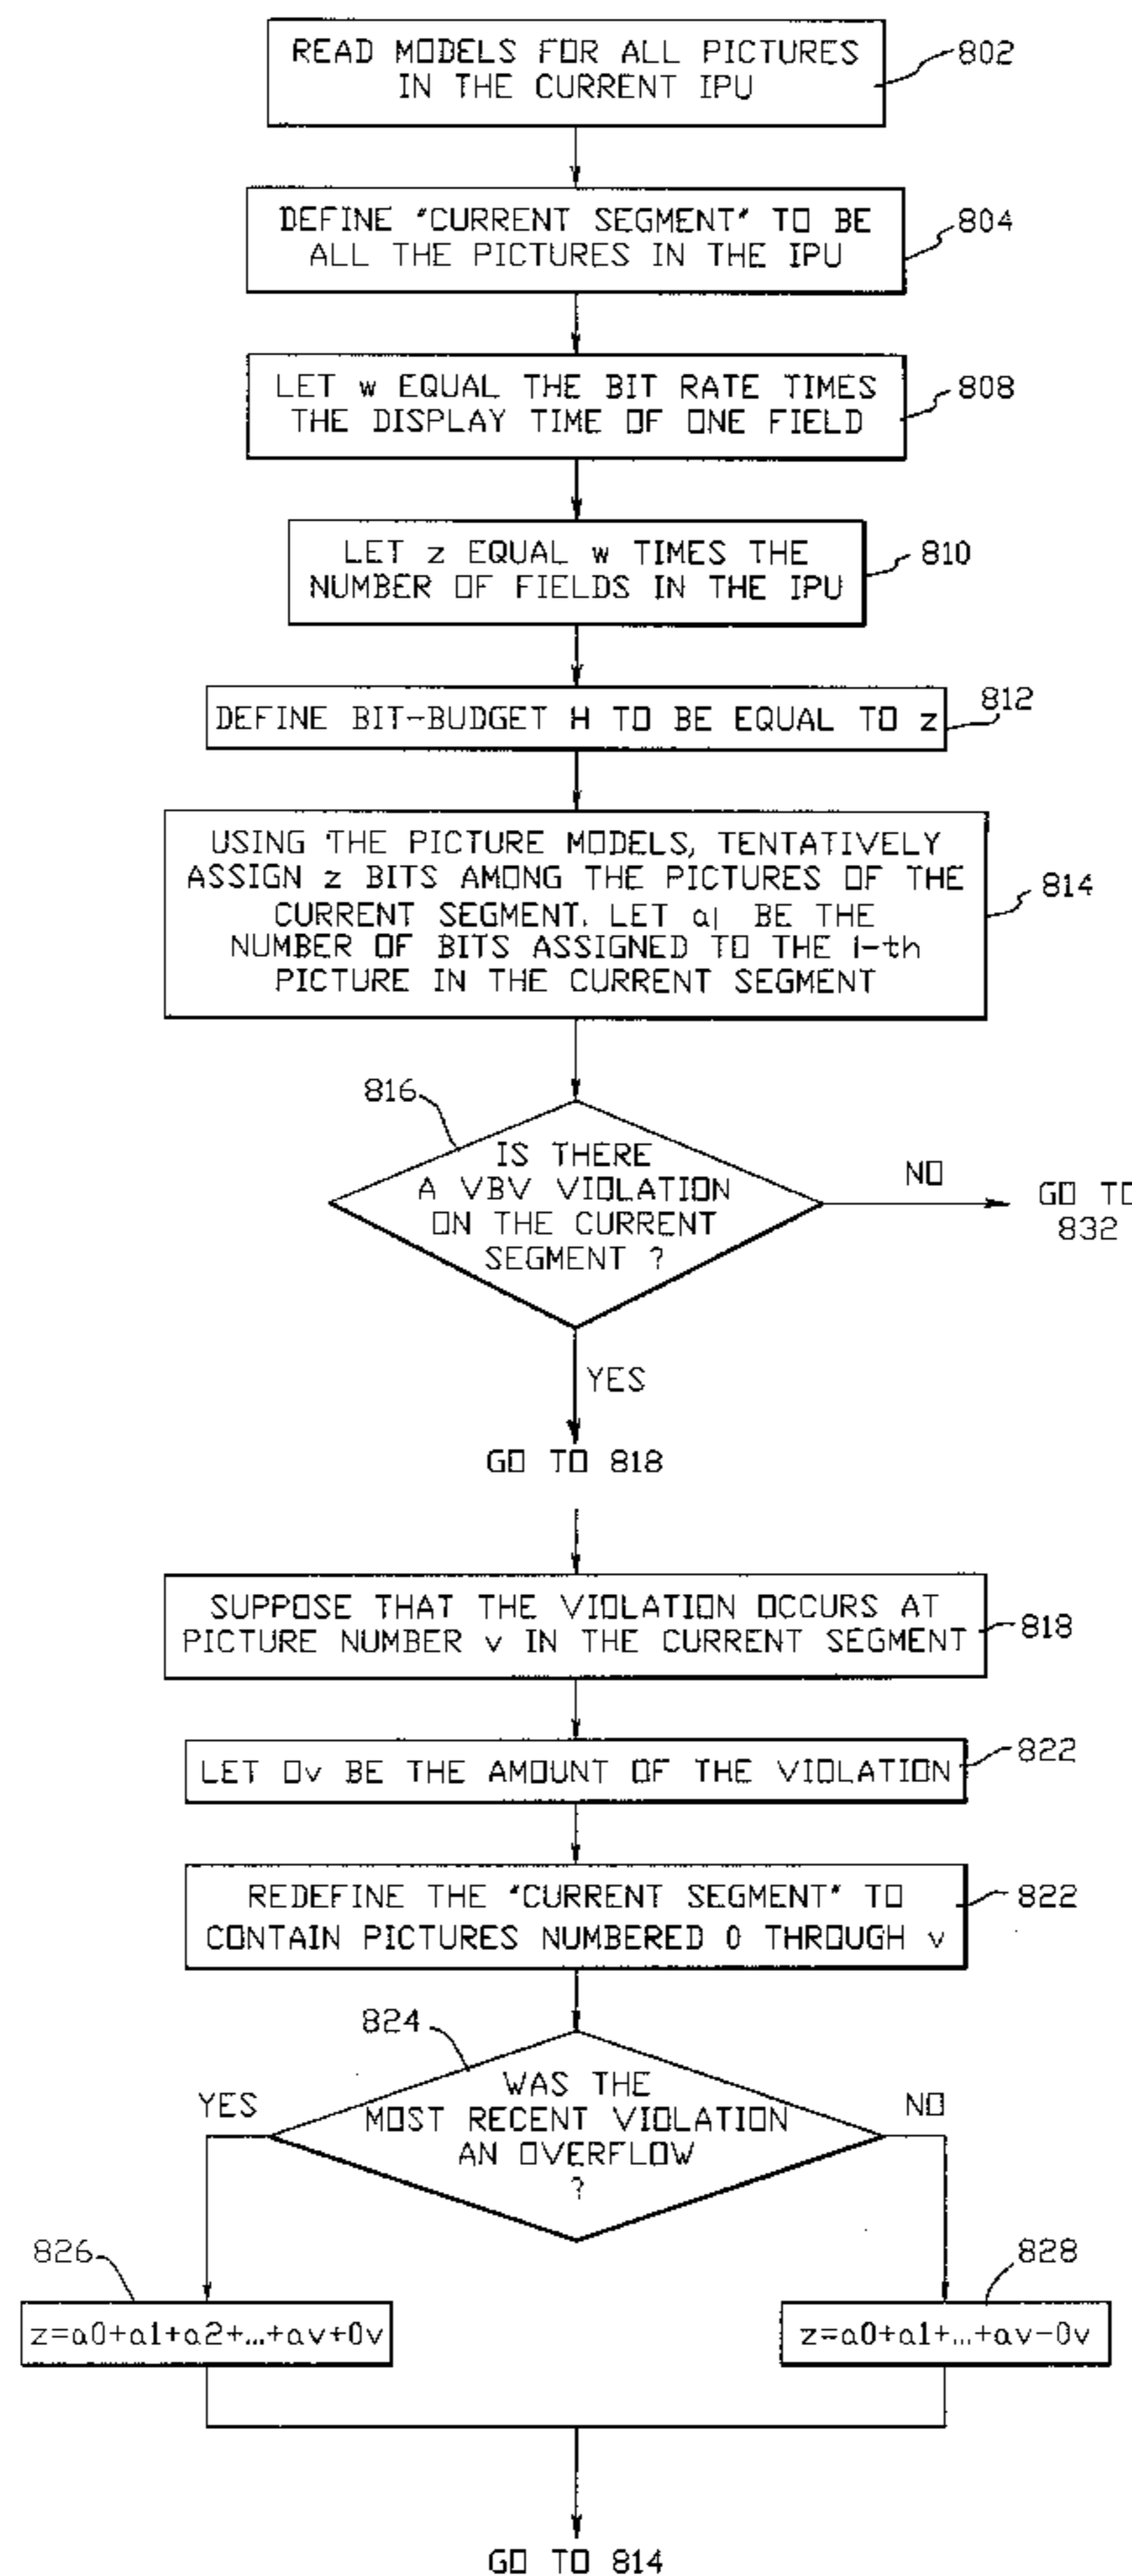 READ MODELS FOR ALL PICTURES
IN THE CURRENT IPU
802
DEFINE "CURRENT SEGMENT" TO BE
ALL THE PICTURES IN THE IPU
804
LET w EQUAL THE BIT RATE TIMES
THE DISPLAY TIME OF ONE FIELD
808
LET z EQUAL w TIMES THE
NUMBER OF FIELDS IN THE IPU
810
DEFINE BIT-BUDGET H TO BE EQUAL TO z
812
USING THE PICTURE MODELS, TENTATIVELY
ASSIGN z BITS AMONG THE PICTURES OF THE
CURRENT SEGMENT. LET ai BE THE
NUMBER OF BITS ASSIGNED TO THE i-th
PICTURE IN THE CURRENT SEGMENT
814
816
IS THERE
A VBV VIOLATION
ON THE CURRENT
SEGMENT ?
NO
GO TO
832
YES
GO TO 818
SUPPOSE THAT THE VIOLATION OCCURS AT
PICTURE NUMBER v IN THE CURRENT SEGMENT
818
LET Ov BE THE AMOUNT OF THE VIOLATION
822
REDEFINE THE "CURRENT SEGMENT" TO
CONTAIN PICTURES NUMBERED 0 THROUGH v
822
824
WAS THE
MOST RECENT VIOLATION
AN OVERFLOW
?
YES
NO
826
z=a0+a1+a2+...+av+0v
828
z=a0+a1+...+av-0v
GO TO 814